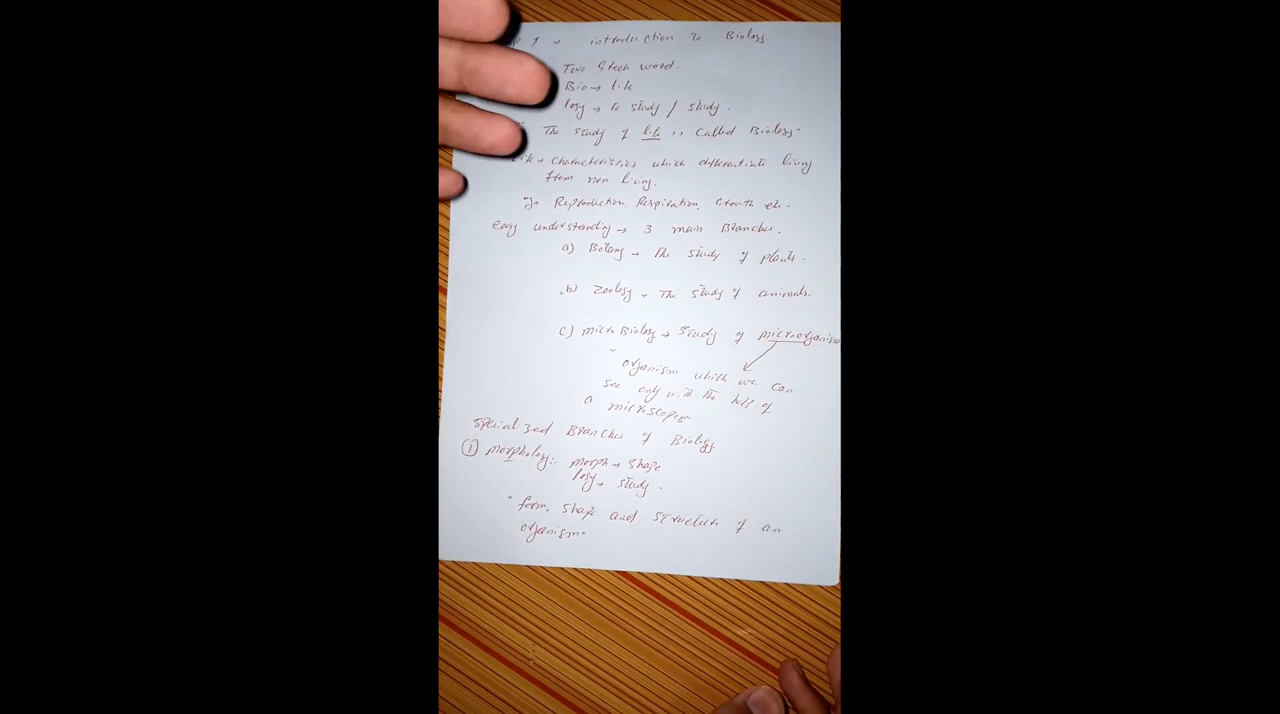 1 → introduction to Biology.
Two Greek word.
Bio → life
logy → to study / study.
" The study of life is called Biology"
life → characteristics which differentiate living
from non living.
Reproduction, Respiration, Growth etc.
easy understanding → 3 main Branches.
a) Botany → The study of plants.
b) Zoology → The study of animals.
c) micro Biology → study of microorganism
" organism which we can
see only with the help of
a microscope"
specialized Branches of Biology
① morphology:- morph → shape
logy → study.
" form, shape and structure of an
organism"